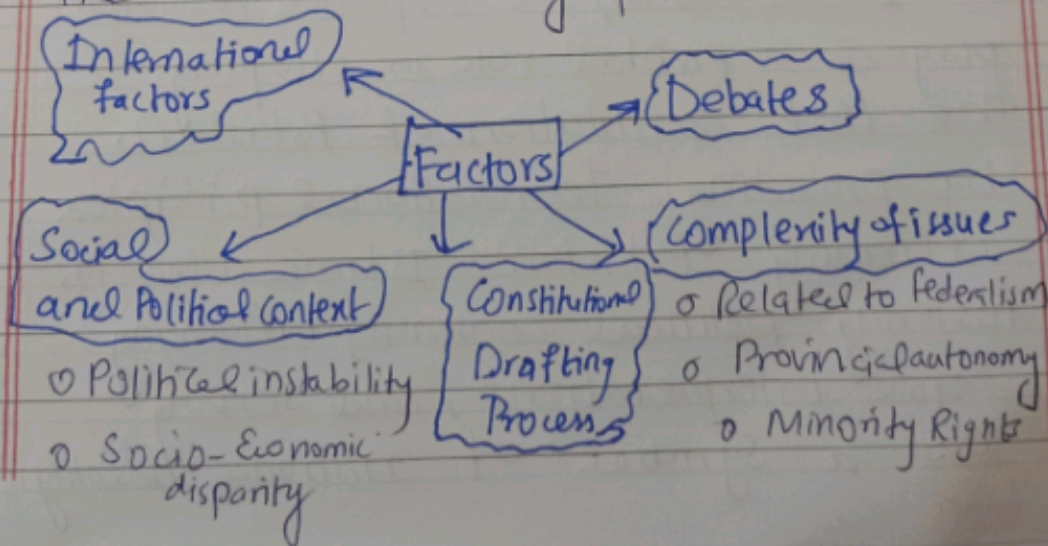 International
factors
Debates
Factors
Social
and Political context
o Political instability
o Socio-Economic
disparity
Constitutional
Drafting
Process
Complexity of issues
o Related to Federalism
o Provincial autonomy
o Minority Rights